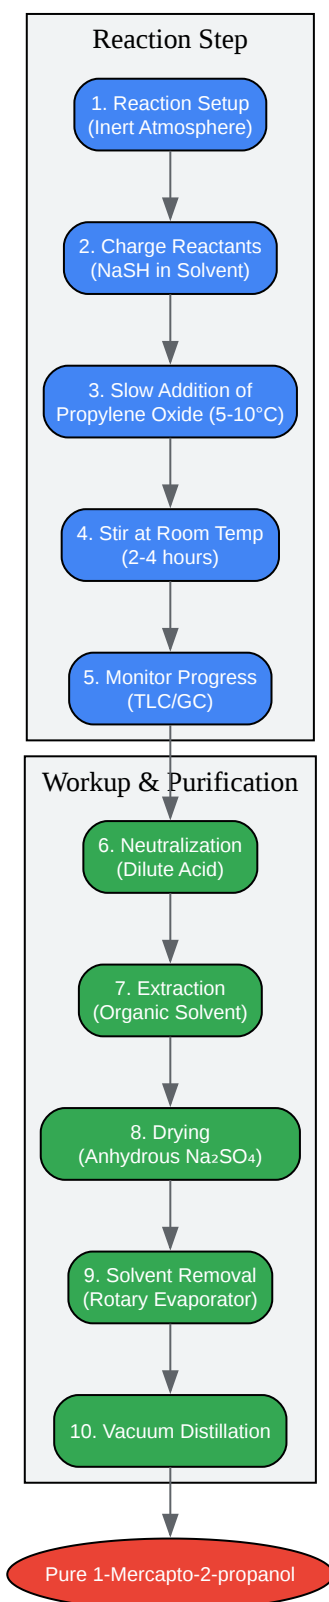 Reaction Step
1. Reaction Setup
(Inert Atmosphere)
2. Charge Reactants
(NaSH in Solvent)
3. Slow Addition of
Propylene Oxide (5-10°C)
4. Stir at Room Temp
(2-4 hours)
5. Monitor Progress
(TLC/GC)
Workup & Purification
6. Neutralization
(Dilute Acid)
7. Extraction
(Organic Solvent)
8. Drying
(Anhydrous Na₂SO₄)
9. Solvent Removal
(Rotary Evaporator)
10. Vacuum Distillation
Pure 1-Mercapto-2-propanol